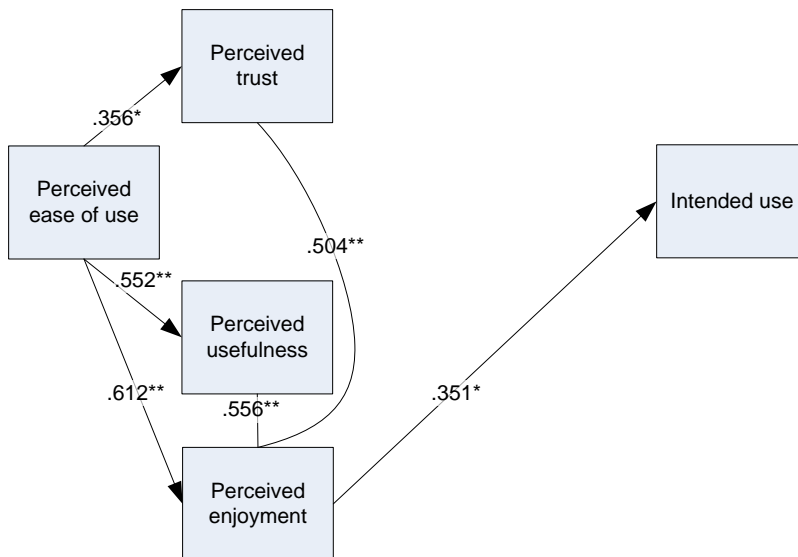 Perceived
trust
.356*
Perceived
ease of use
Intended use
.504**
.552**
Perceived
usefulness
.612**
.556**
.351*
Perceived
enjoyment